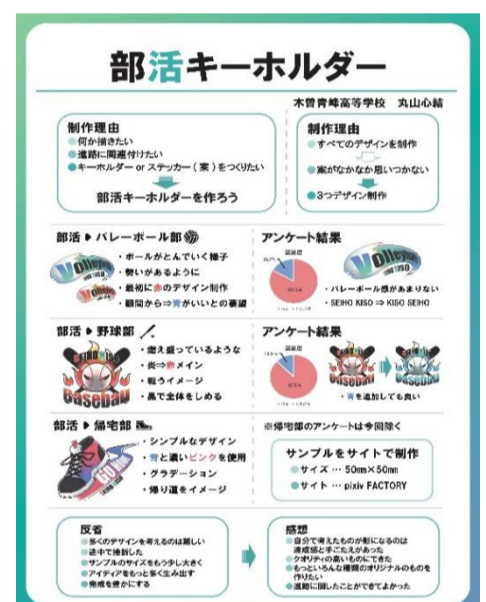 部活キーホルダー
木曽青峰高等学校 丸山心結
制作理由
何か描きたい
進路に関連付けたい
キーホルダー or ステッカー(案)をつくりたい
部活キーホルダーを作ろう
制作理由
すべてのデザインを制作
案がなかなか思いつかない
3つデザイン制作
部活 ▶ バレーボール部
Volleyball
・ボールがとんでいく様子
・勢いがあるように
・最初に赤のデザイン制作
・顧問から⇒青がいいとの要望
アンケート結果
満足度
Volleyball
・バレーボール感があまりない
・SEIHO KISO ⇒ KISO SEIHO
部活 ▶ 野球部
SEIHO KISO
Baseball
・燃え盛っているような
・炎⇒赤メイン
・戦うイメージ
・黒で全体をしめる
アンケート結果
満足度
Baseball
Baseball
・青を追加しても良い
部活 ▶ 帰宅部
GO HOME
・シンプルなデザイン
・青と濃いピンクを使用
・グラデーション
・帰り道をイメージ
※帰宅部のアンケートは今回除く
サンプルをサイトで制作
サイズ … 50mm×50mm
サイト … pixiv FACTORY
反省
多くのデザインを考えるのは難しい
途中で挫折した
サンプルのサイズをもう少し大きく
アイディアをもっと多く生み出す
完成を豊かにする
感想
自分で考えたものが形になるのは
達成感と手ごたえがあった
クオリティの高いものにできた
もっといろんな種類のオリジナルのものを
作りたい
進路に関したことができてよかった